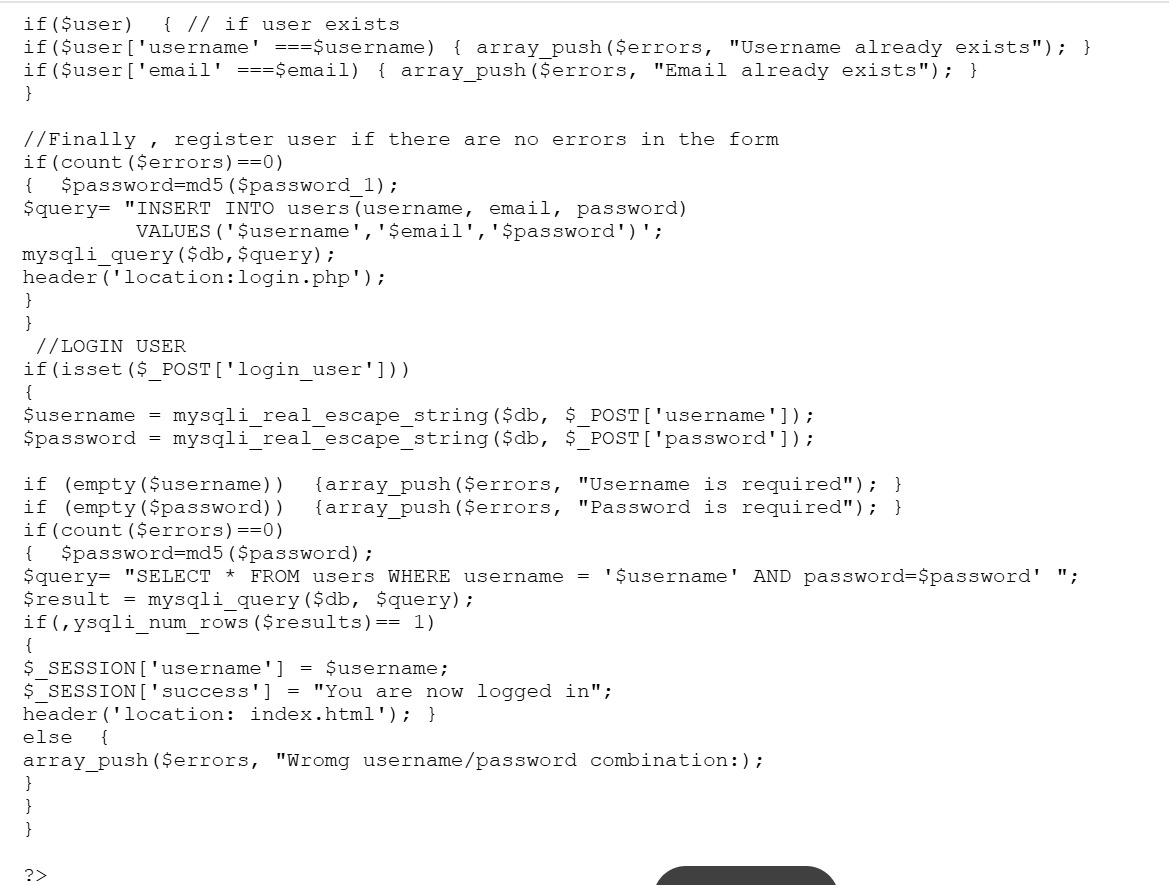 if($user)  { // if user exists
if($user['username' ===$username) { array_push($errors, "Username already exists"); }
if($user['email' ===$email) { array_push($errors, "Email already exists"); }
}
//Finally , register user if there are no errors in the form
if(count($errors)==0)
{  $password=md5($password_1);
$query= "INSERT INTO users(username, email, password)
VALUES('$username','$email','$password')';
mysqli_query($db,$query);
header('location:login.php');
}
}
//LOGIN USER
if(isset($_POST['login_user']))
{
$username = mysqli_real_escape_string($db, $_POST['username']);
$password = mysqli_real_escape_string($db, $_POST['password']);
if (empty($username))  {array_push($errors, "Username is required"); }
if (empty($password))  {array_push($errors, "Password is required"); }
if(count($errors)==0)
{  $password=md5($password);
$query= "SELECT * FROM users WHERE username = '$username' AND password=$password' ";
$result = mysqli_query($db, $query);
if(,ysqli_num_rows($results)== 1)
{
$_SESSION['username'] = $username;
$_SESSION['success'] = "You are now logged in";
header('location: index.html'); }
else  {
array_push($errors, "Wromg username/password combination:);
}
}
}
?>